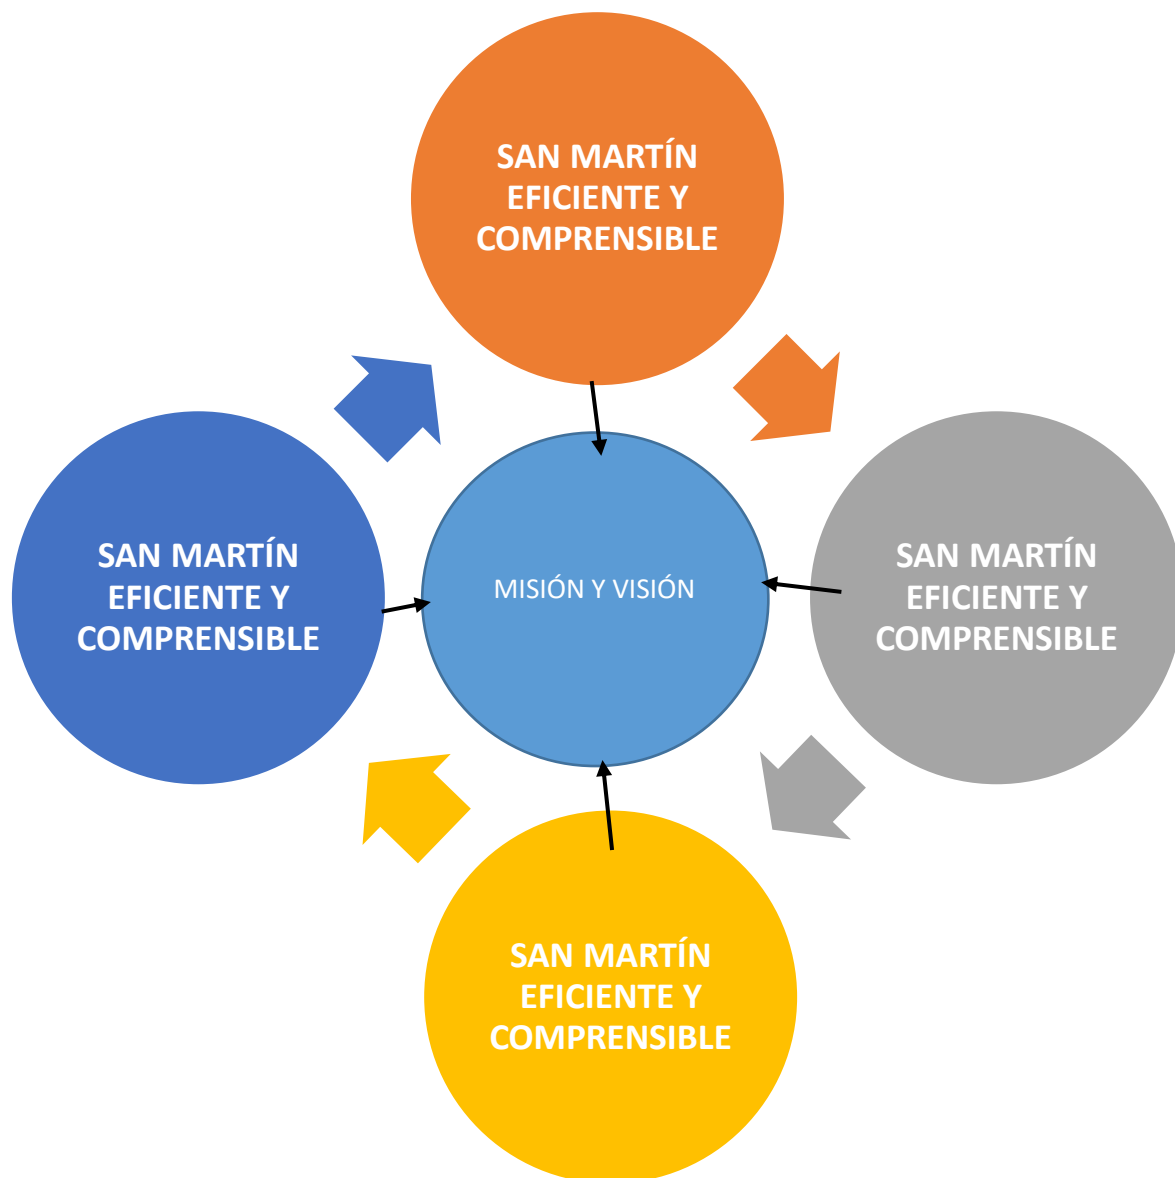 SAN MARTÍN
EFICIENTE Y
COMPRENSIBLE
SAN MARTÍN
EFICIENTE Y
COMPRENSIBLE
MISIÓN Y VISIÓN
SAN MARTÍN
EFICIENTE Y
COMPRENSIBLE
SAN MARTÍN
EFICIENTE Y
COMPRENSIBLE